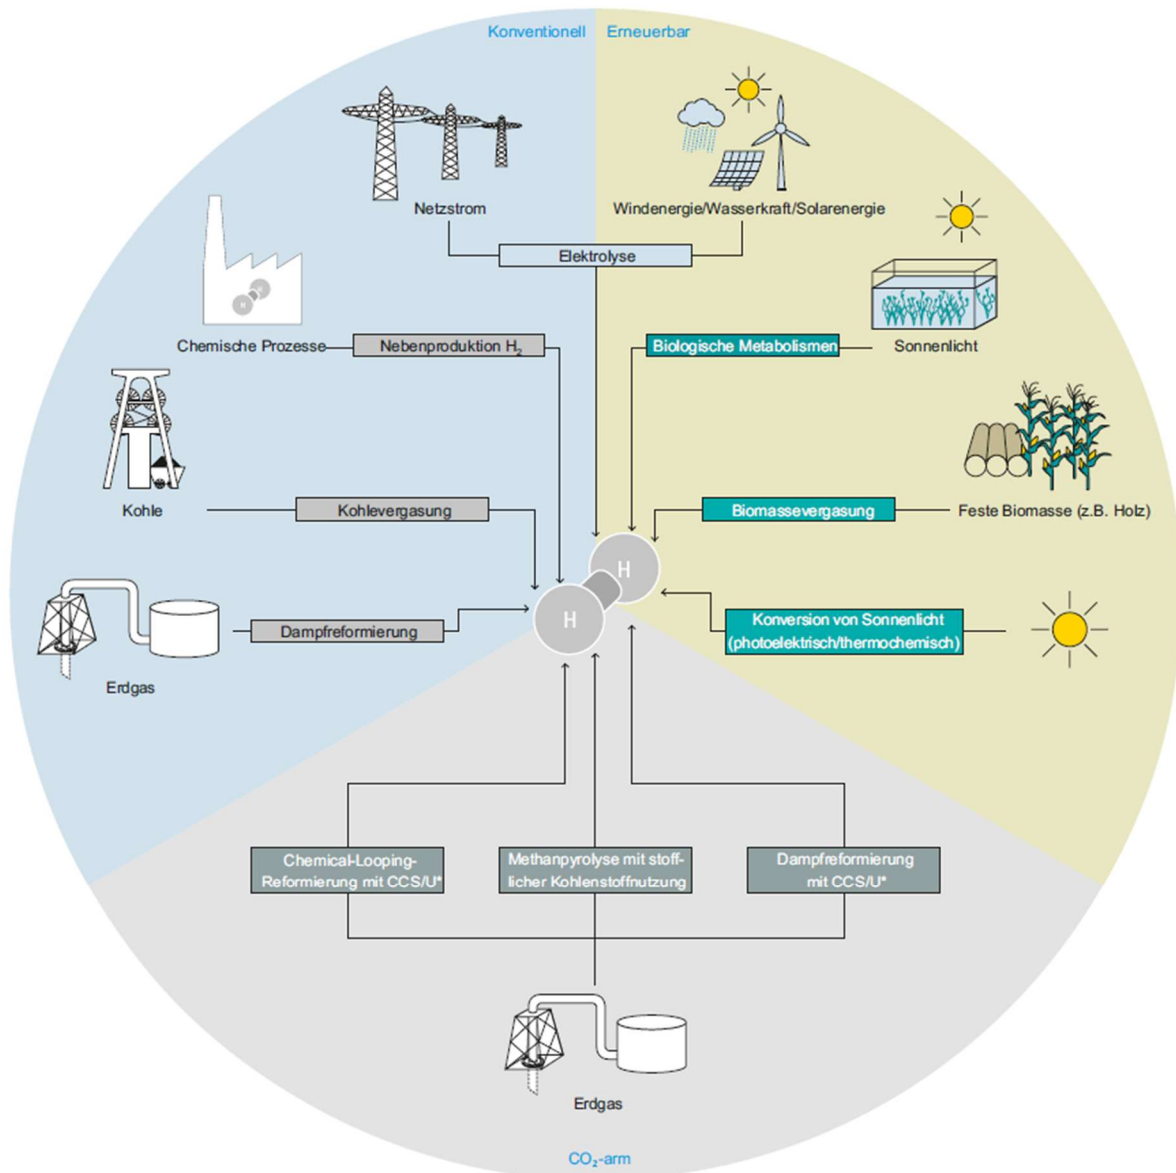 Konventionell
Erneuerbar
Netzstrom
Windenergie/Wasserkraft/Solarenergie
Elektrolyse
Chemische Prozesse
Nebenproduktion H₂
Biologische Metabolismen
Sonnenlicht
H
H
Kohle
Kohlevergasung
Biomassevergasung
Feste Biomasse (z.B. Holz)
H
H
Erdgas
Dampfreformierung
Konversion von Sonnenlicht
(photoelektrisch/thermochemisch)
Chemical-Looping-
Reformierung mit CCS/U*
Methanpyrolyse mit stoff-
licher Kohlenstoffnutzung
Dampfreformierung
mit CCS/U*
Erdgas
CO₂-arm